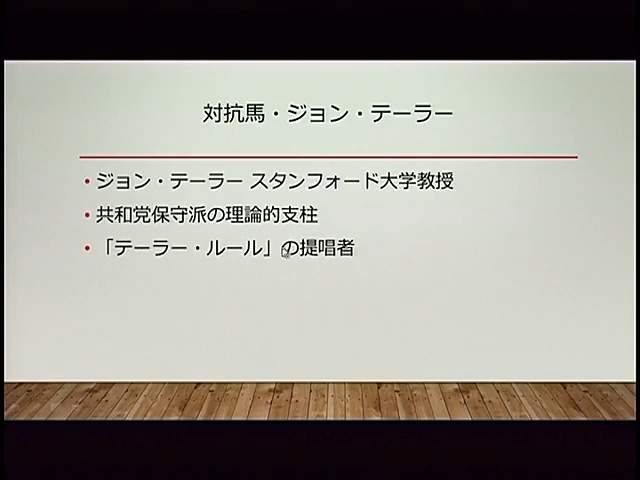 対抗馬・ジョン・テーラー
・ジョン・テーラー スタンフォード大学教授
・共和党保守派の理論的支柱
・「テーラー・ルール」の提唱者